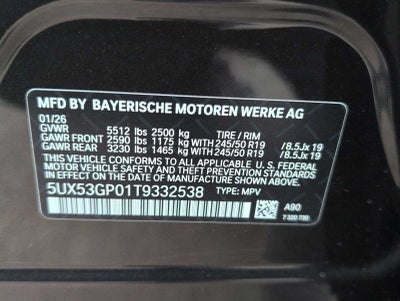 MFD BY BAYERISCHE MOTOREN WERKE AG
01/26
GVWR 5512 lbs 2500 kg TIRE / RIM
GAWR FRONT 2590 lbs 1175 kg WITH 245/50 R19 / 8.5Jx 19
GAWR REAR 3230 lbs 1465 kg WITH 245/50 R19 / 8.5Jx 19
THIS VEHICLE CONFORMS TO ALL APPLICABLE U.S. FEDERAL
SAFETY AND THEFT PREVENTION STANDARDS IN EFFECT
ON THE DATE OF MANUFACTURE SHOWN ABOVE.
5UX53GP01T9332538 TYPE: MPV
A90